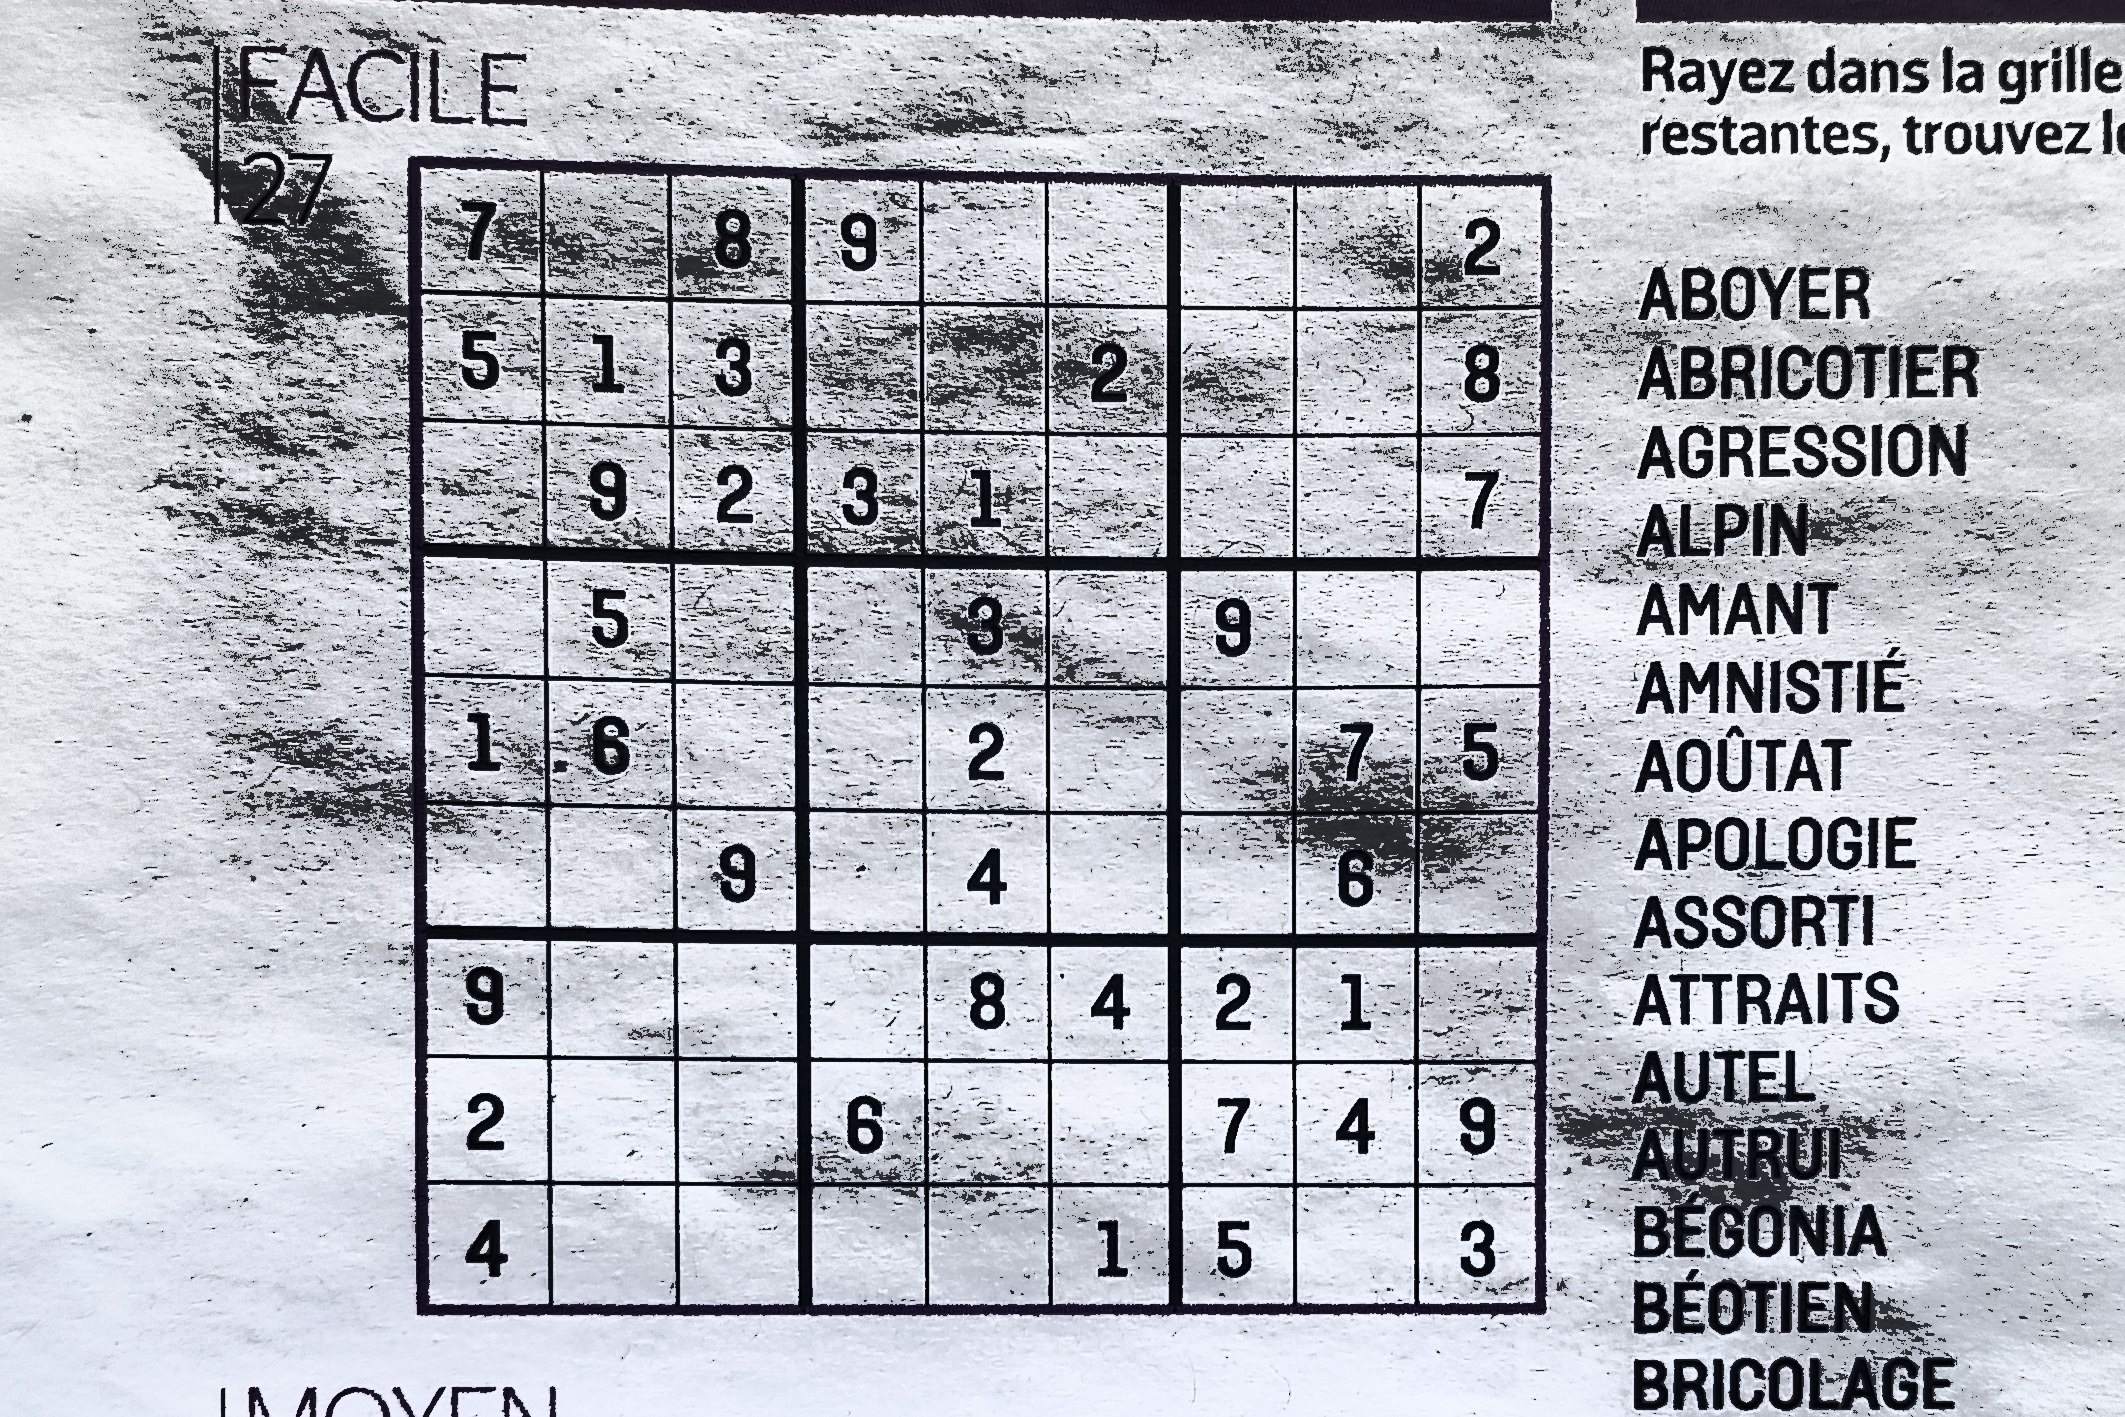 FACILE
27
7 8 9 2
5 1 3 2 8
9 2 3 1 7
5 3 9
1 6 2 7 5
9 4 6
9 8 4 2 1
2 6 7 4 9
4 1 5 3
MOYEN
Rayez dans la grille
restantes, trouvez
ABOYER
ABRICOTIER
AGRESSION
ALPIN
AMANT
AMNISTIÉ
AOÛTAT
APOLOGIE
ASSORTI
ATTRAITS
AUTEL
AUTRUI
BÉGONIA
BÉOTIEN
BRICOLAGE